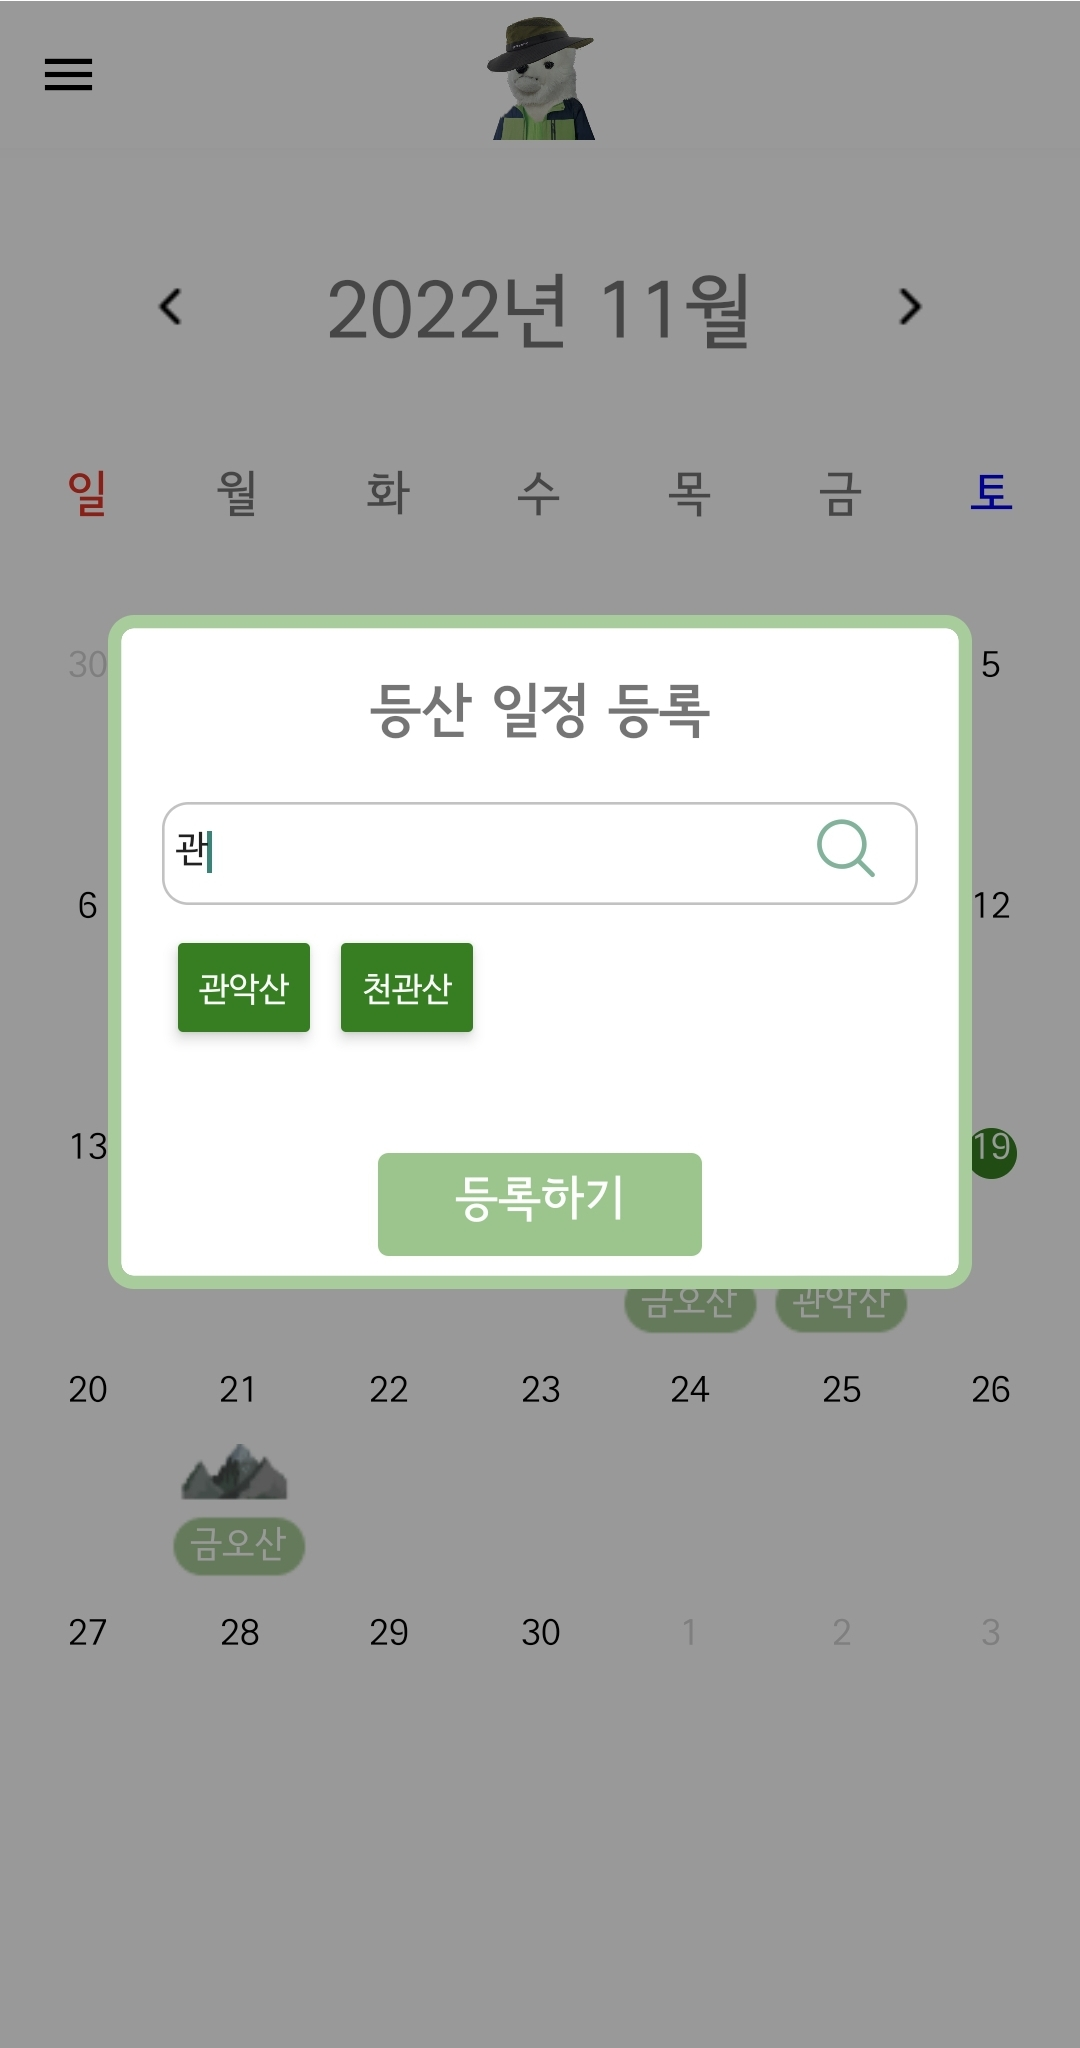 2022년 11월
일 월 화 수 목 금 토
30 5
등산 일정 등록
관
6 12
관악산 천관산
13 19
등록하기
금오산 관악산
20 21 22 23 24 25 26
금오산
27 28 29 30 1 2 3